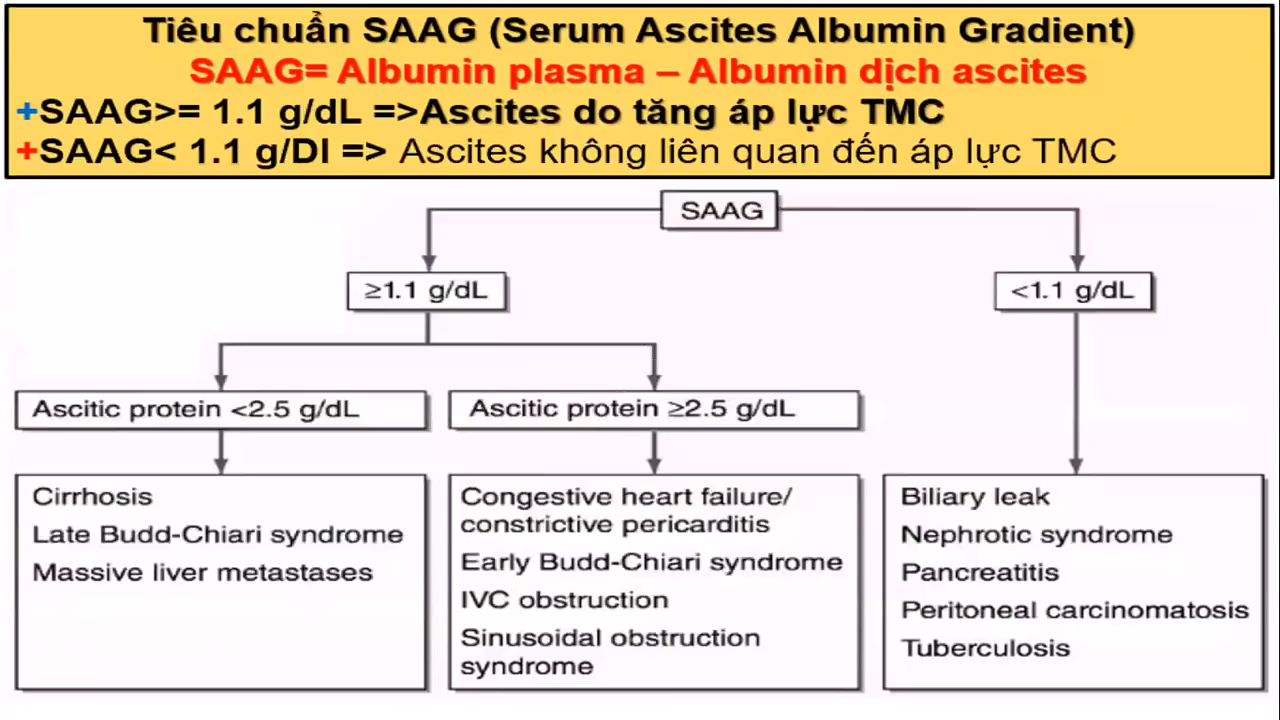 Tiêu chuẩn SAAG (Serum Ascites Albumin Gradient)
SAAG= Albumin plasma – Albumin dịch ascites
+SAAG>= 1.1 g/dL =>Ascites do tăng áp lực TMC
+SAAG< 1.1 g/Dl => Ascites không liên quan đến áp lực TMC
SAAG
≥1.1 g/dL
<1.1 g/dL
Ascitic protein <2.5 g/dL
Ascitic protein ≥2.5 g/dL
Cirrhosis
Late Budd-Chiari syndrome
Massive liver metastases
Congestive heart failure/
constrictive pericarditis
Early Budd-Chiari syndrome
IVC obstruction
Sinusoidal obstruction
syndrome
Biliary leak
Nephrotic syndrome
Pancreatitis
Peritoneal carcinomatosis
Tuberculosis